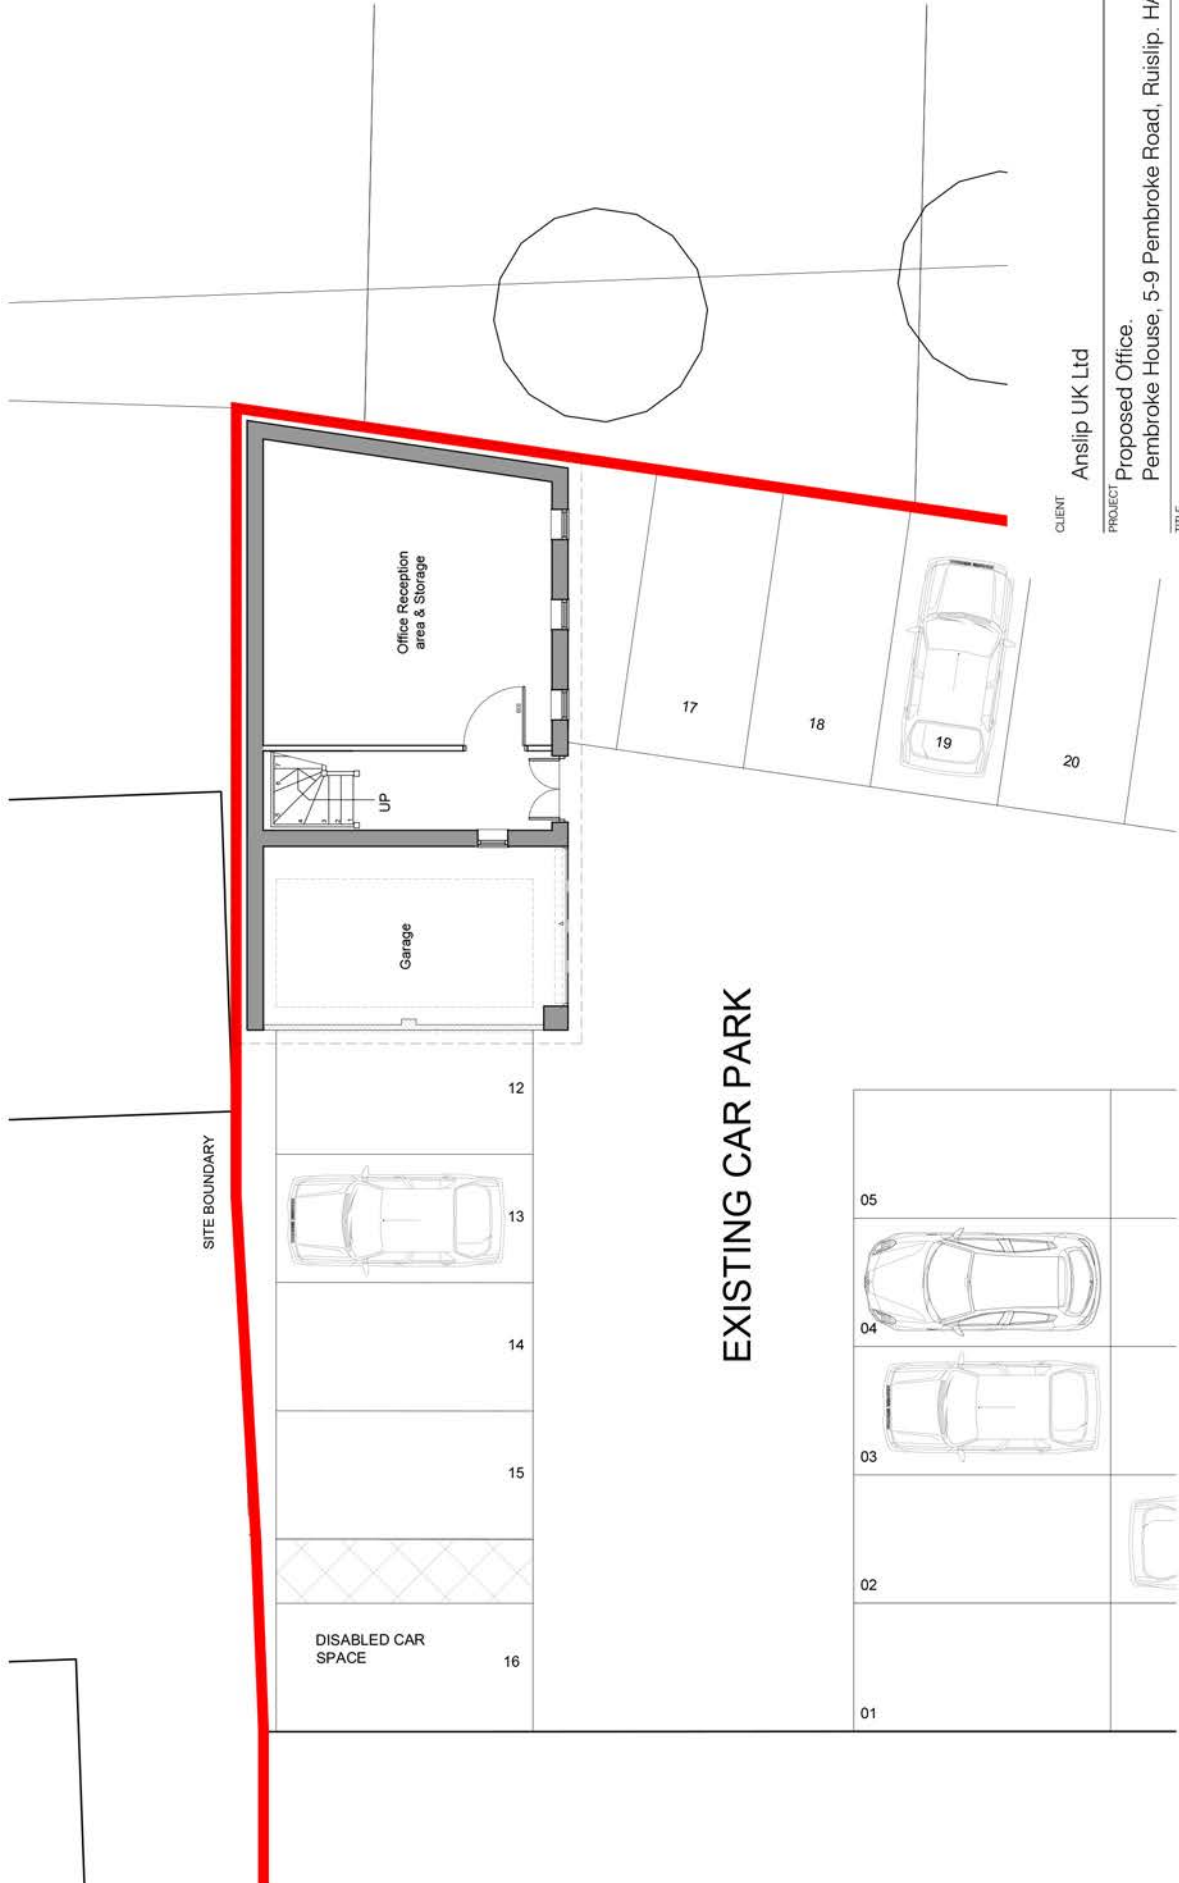 CLIENT
Anslip UK Ltd
PROJECT
Proposed Office.
Pembroke House, 5-9 Pembroke Road, Ruislip.
TITLE
SITE BOUNDARY
Office Reception
area & Storage
UP
Garage
EXISTING CAR PARK
12
13
14
15
DISABLED CAR
SPACE
16
17
18
19
20
05
04
03
02
01